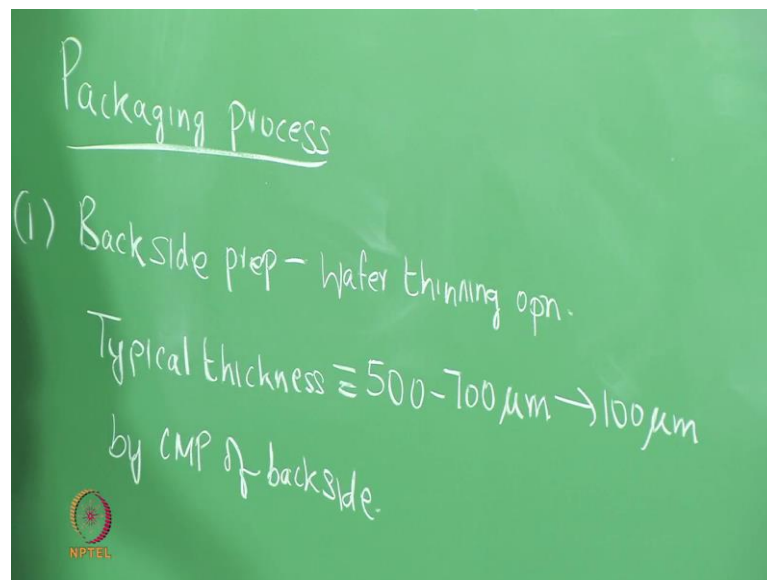 Packaging process
(1) Backside prep - Wafer thinning opn.
Typical thickness ≡ 500-700 μm → 100 μm
by CMP of backside.
NPTEL